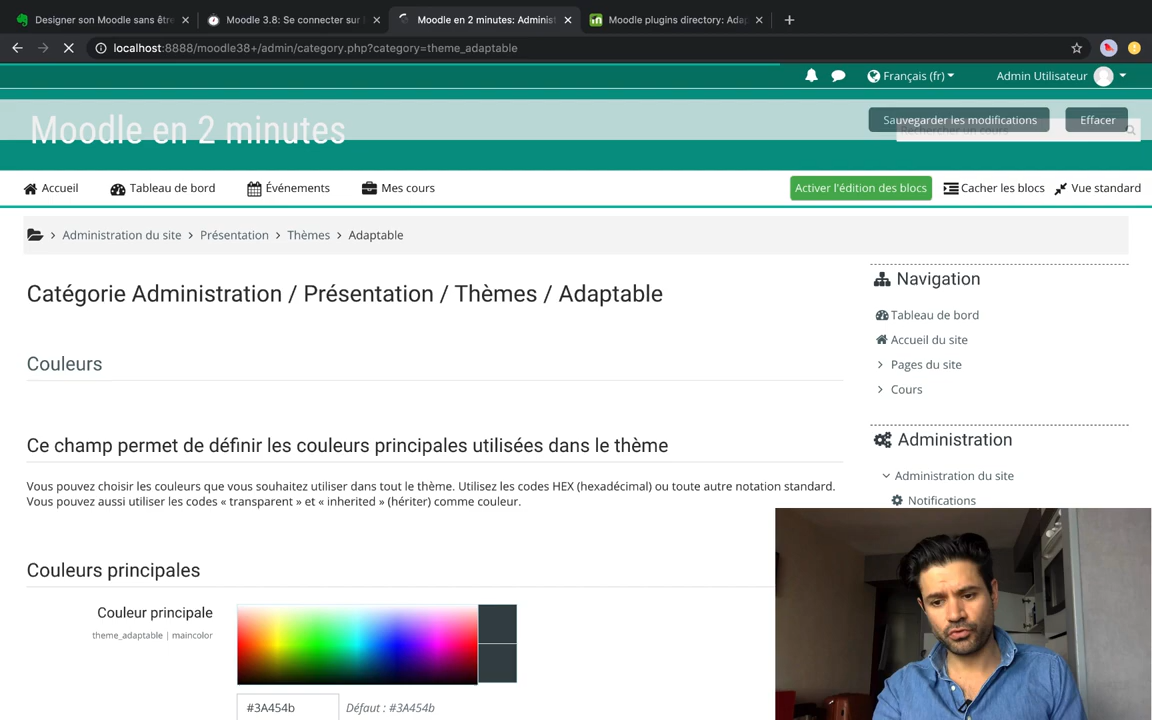 Designer son Moodle sans être
Moodle 3.8: Se connecter sur
Moodle en 2 minutes: Administ
Moodle plugins directory: Ada
localhost:8888/moodle38+/admin/category.php?category=theme_adaptable
Français (fr)
Admin Utilisateur
Moodle en 2 minutes
Sauvegarder les modifications
Effacer
Rechercher un cours
Accueil
Tableau de bord
Événements
Mes cours
Activer l'édition des blocs
Cacher les blocs
Vue standard
Administration du site
Présentation
Thèmes
Adaptable
Catégorie Administration / Présentation / Thèmes / Adaptable
Couleurs
Ce champ permet de définir les couleurs principales utilisées dans le thème
Vous pouvez choisir les couleurs que vous souhaitez utiliser dans tout le thème. Utilisez les codes HEX (hexadécimal) ou toute autre notation standard.
Vous pouvez aussi utiliser les codes « transparent » et « inherited » (hériter) comme couleur.
Couleurs principales
Couleur principale
theme_adaptable | maincolor
#3A454b
Défaut : #3A454b
Navigation
Tableau de bord
Accueil du site
Pages du site
Cours
Administration
Administration du site
Notifications